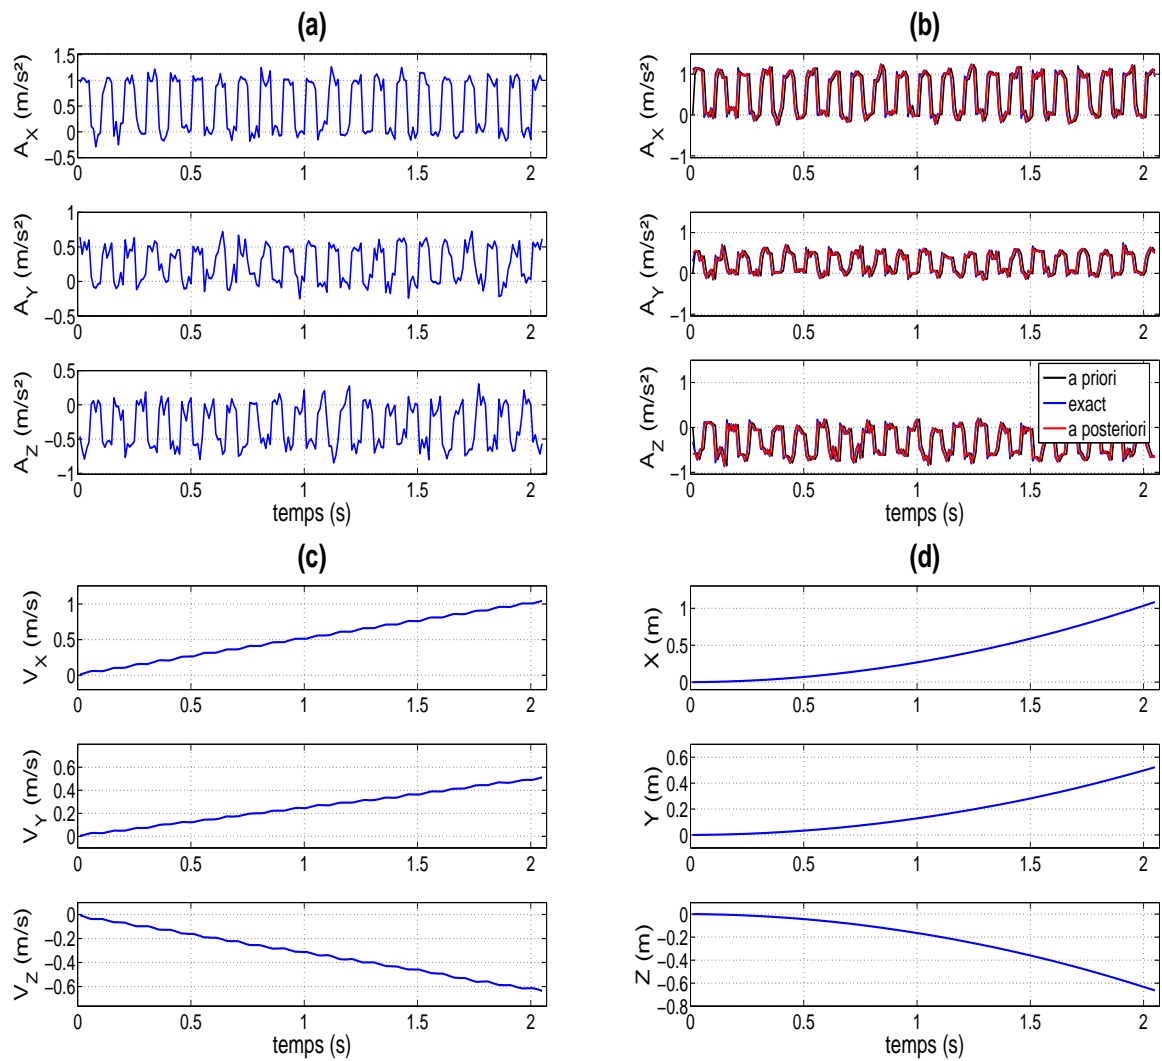 (a)
A_X (m/s²)
1.5
1
0.5
0
−0.5
0 0.5 1 1.5 2
A_Y (m/s²)
1
0.5
0
−0.5
0 0.5 1 1.5 2
A_Z (m/s²)
0.5
0
−0.5
−1
0 0.5 1 1.5 2
temps (s)
(b)
A_X (m/s²)
1
0
−1
0 0.5 1 1.5 2
A_Y (m/s²)
1
0
−1
0 0.5 1 1.5 2
A_Z (m/s²)
1
0
−1
a priori
exact
a posteriori
0 0.5 1 1.5 2
temps (s)
(c)
V_X (m/s)
1
0.5
0
0 0.5 1 1.5 2
V_Y (m/s)
0.6
0.4
0.2
0
0 0.5 1 1.5 2
V_Z (m/s)
0
−0.2
−0.4
−0.6
0 0.5 1 1.5 2
temps (s)
(d)
X (m)
1
0.5
0
0 0.5 1 1.5 2
Y (m)
0.6
0.4
0.2
0
0 0.5 1 1.5 2
Z (m)
0
−0.2
−0.4
−0.6
−0.8
0 0.5 1 1.5 2
temps (s)